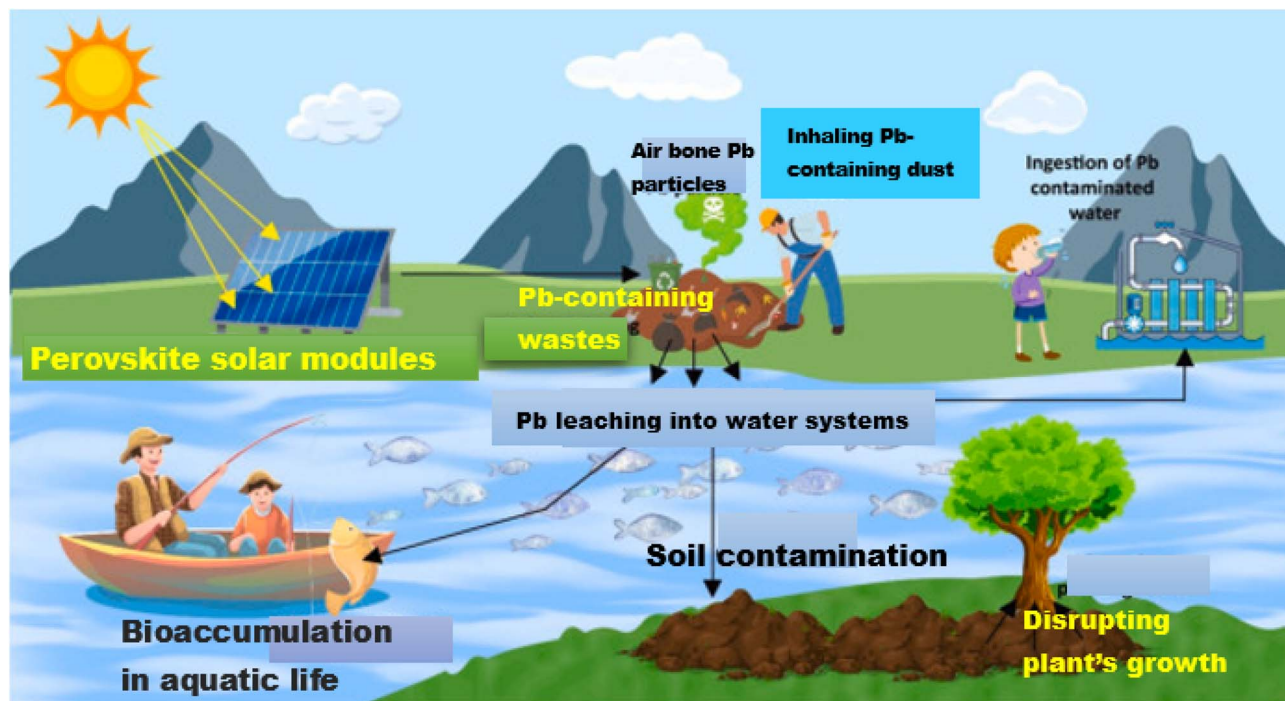 Air bone Pb
particles
Inhaling Pb-
containing dust
Ingestion of Pb
contaminated
water
Pb-containing
wastes
Perovskite solar modules
Pb leaching into water systems
Soil contamination
Bioaccumulation
in aquatic life
Disrupting
plant's growth